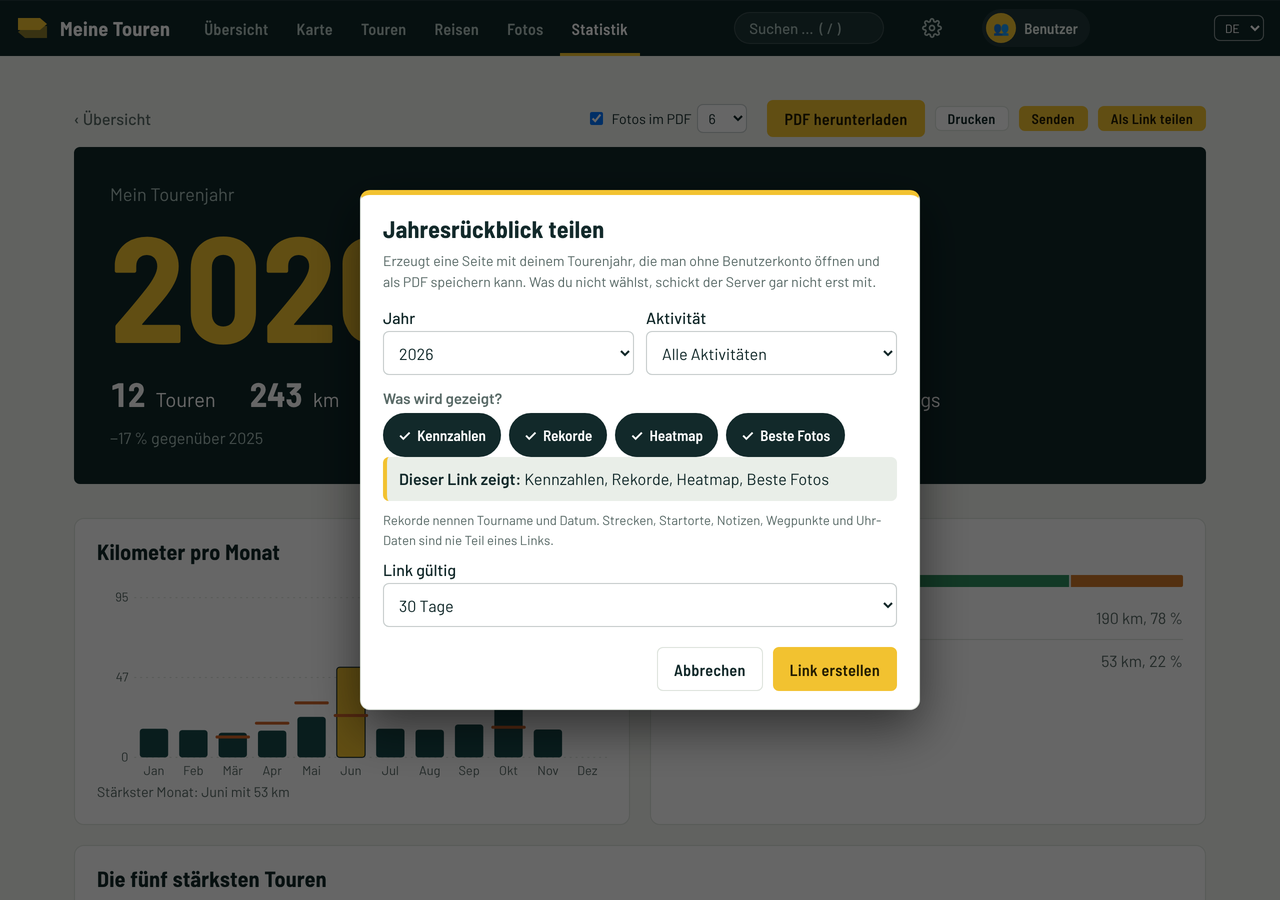 Meine Touren
Übersicht
Karte
Touren
Reisen
Fotos
Statistik
Suchen … ( / )
Benutzer
DE
‹ Übersicht
Fotos im PDF
6
PDF herunterladen
Drucken
Senden
Als Link teilen
Mein Tourenjahr
2026
12 Touren
243 km
gs
−17 % gegenüber 2025
Jahresrückblick teilen
Erzeugt eine Seite mit deinem Tourenjahr, die man ohne Benutzerkonto öffnen und
als PDF speichern kann. Was du nicht wählst, schickt der Server gar nicht erst mit.
Jahr
Aktivität
2026
Alle Aktivitäten
Was wird gezeigt?
✓ Kennzahlen
✓ Rekorde
✓ Heatmap
✓ Beste Fotos
Dieser Link zeigt: Kennzahlen, Rekorde, Heatmap, Beste Fotos
Rekorde nennen Tourname und Datum. Strecken, Startorte, Notizen, Wegpunkte und Uhr-
Daten sind nie Teil eines Links.
Link gültig
30 Tage
Abbrechen
Link erstellen
Kilometer pro Monat
95
47
0
Jan Feb Mär Apr Mai Jun Jul Aug Sep Okt Nov Dez
Stärkster Monat: Juni mit 53 km
190 km, 78 %
53 km, 22 %
Die fünf stärksten Touren